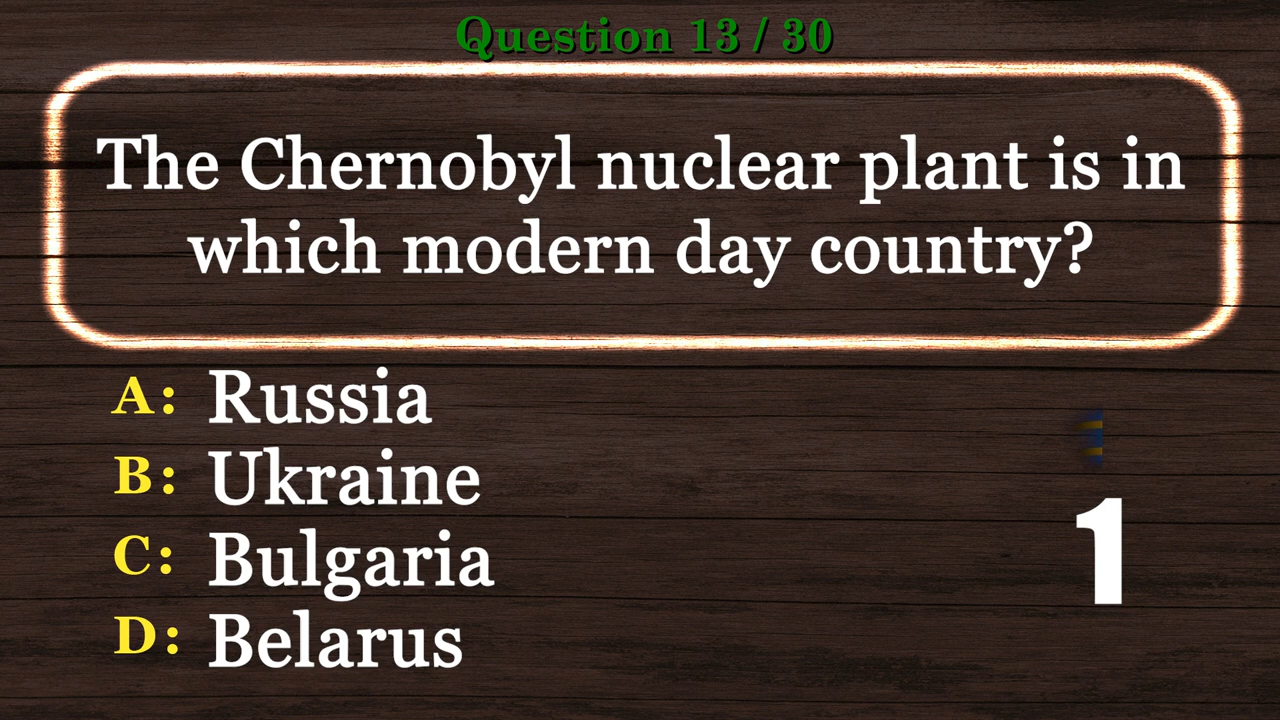 Question 13 / 30
The Chernobyl nuclear plant is in
which modern day country?
A: Russia
B: Ukraine
C: Bulgaria
D: Belarus
1